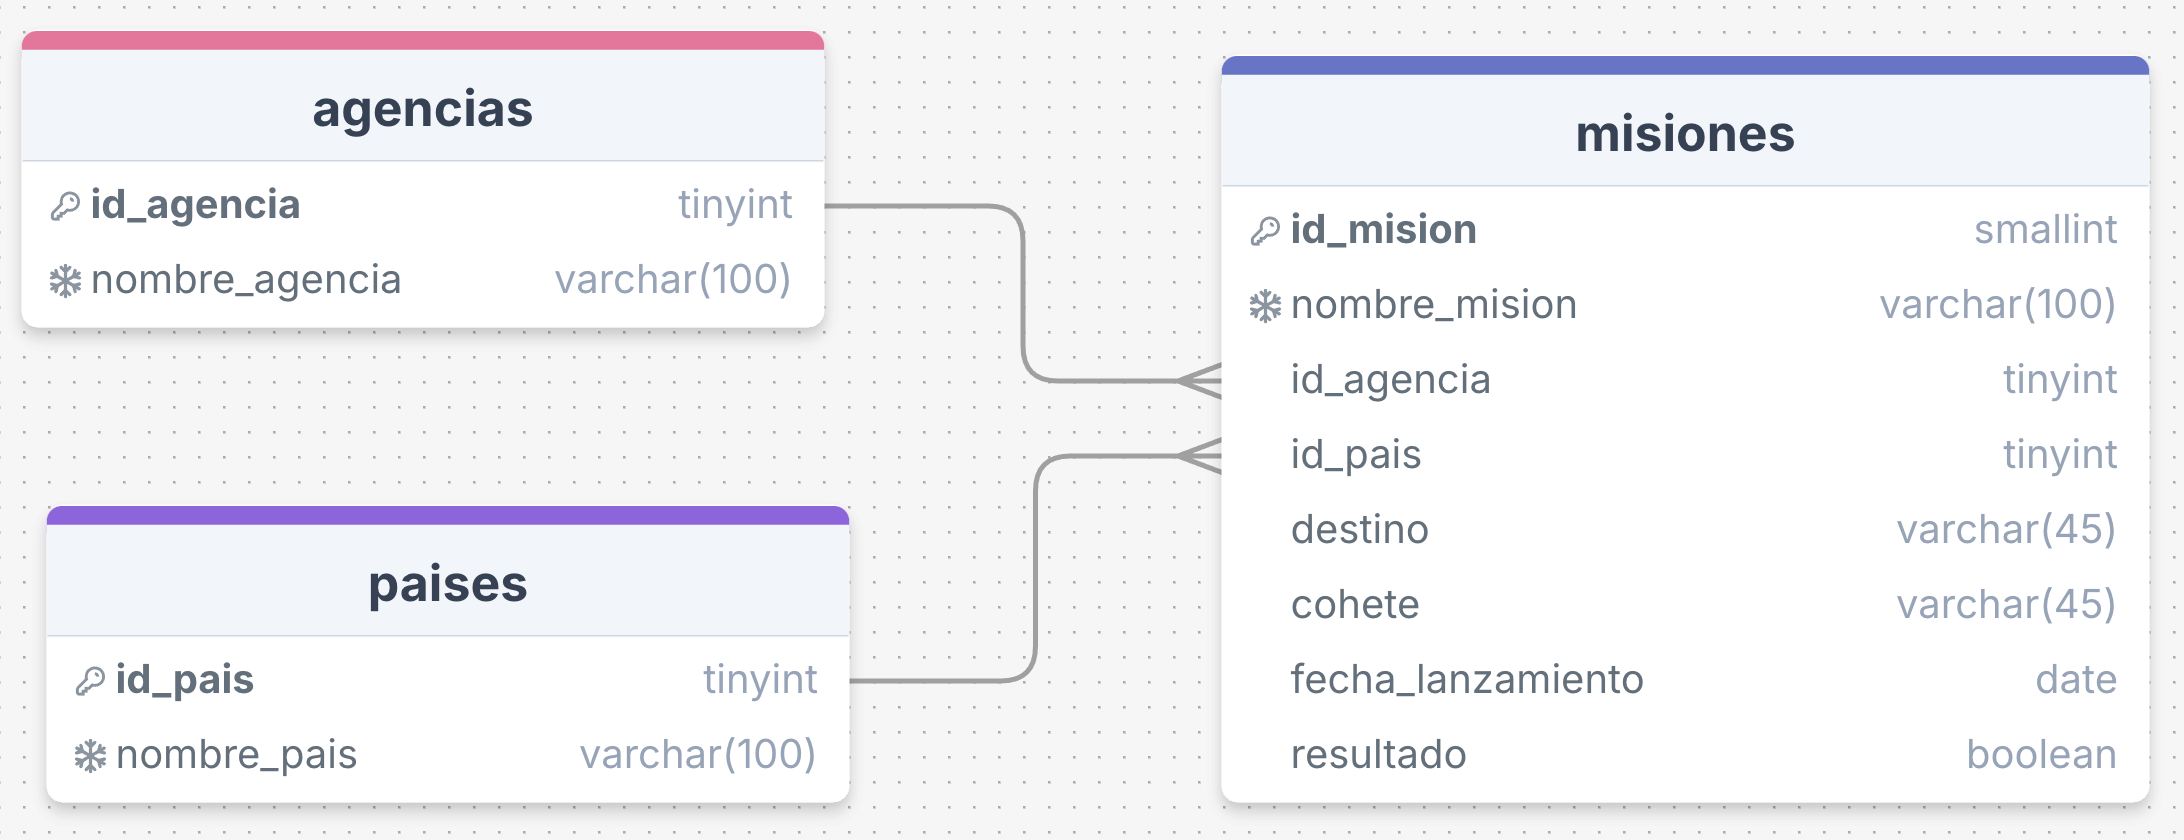 agencias
id_agencia tinyint
nombre_agencia varchar(100)
paises
id_pais tinyint
nombre_pais varchar(100)
misiones
id_mision smallint
nombre_mision varchar(100)
id_agencia tinyint
id_pais tinyint
destino varchar(45)
cohete varchar(45)
fecha_lanzamiento date
resultado boolean